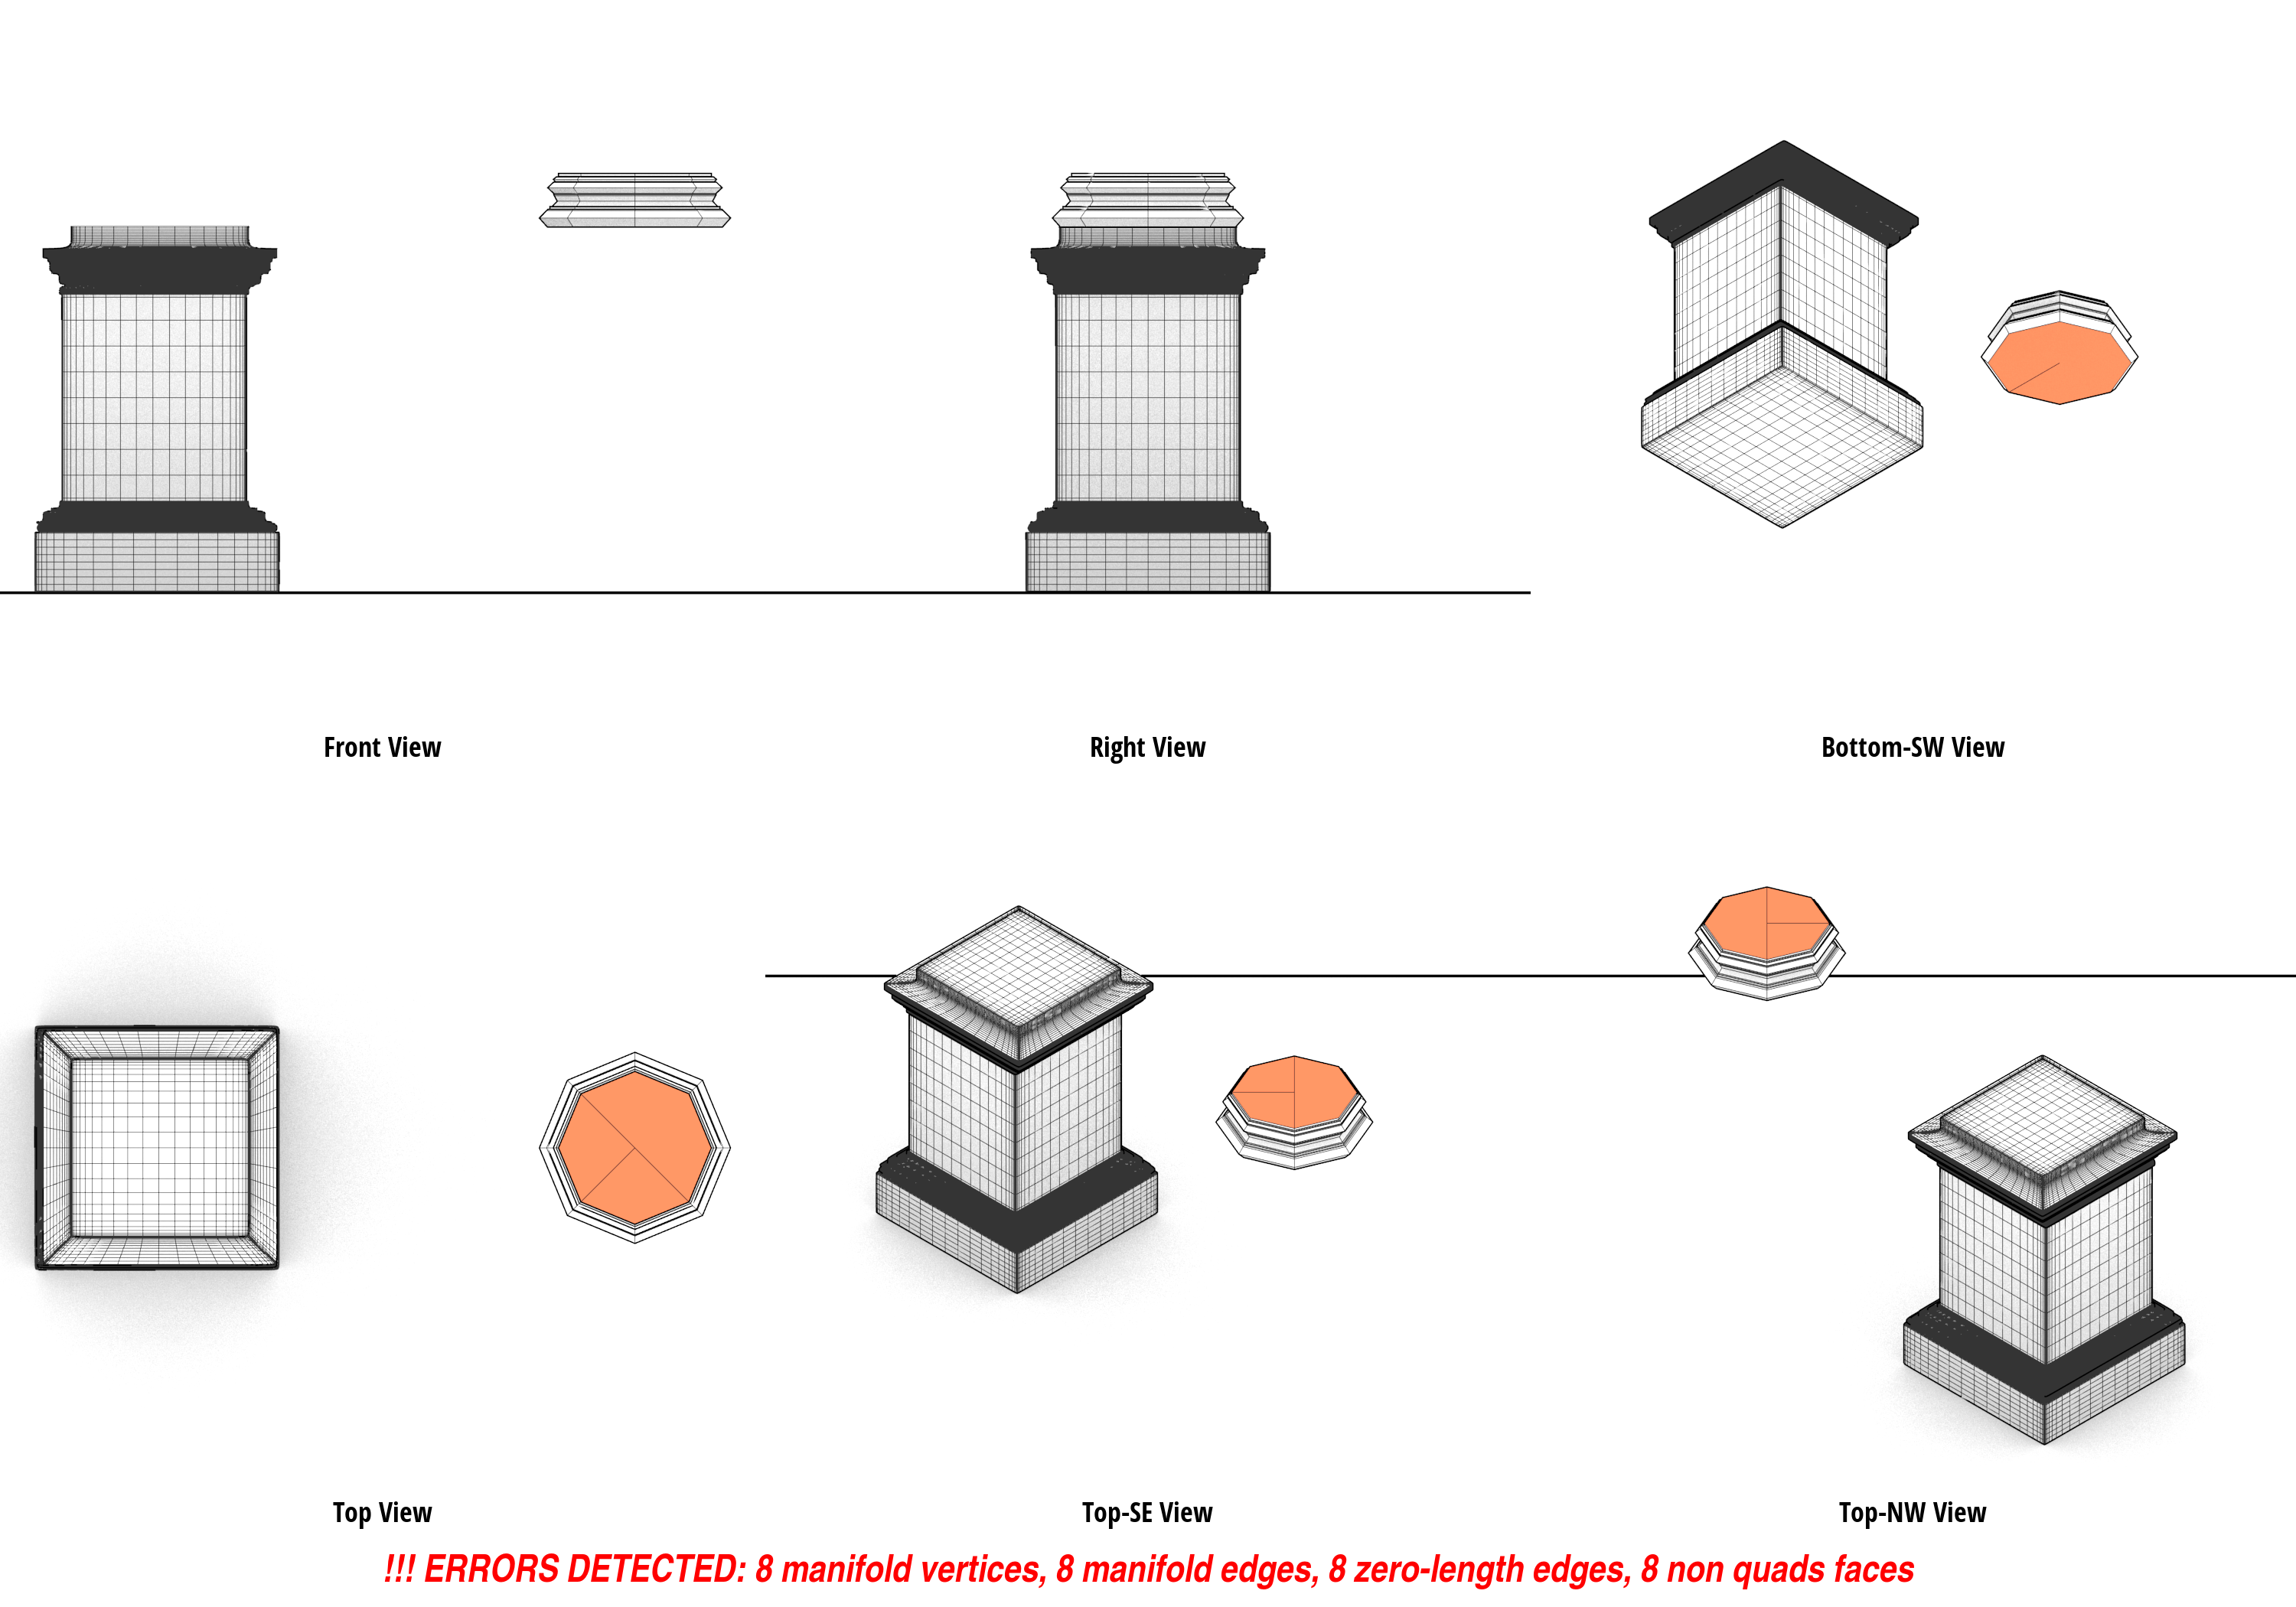 Front View
Right View
Bottom-SW View
Top View
Top-SE View
Top-NW View
!!! ERRORS DETECTED: 8 manifold vertices, 8 manifold edges, 8 zero-length edges, 8 non quads faces